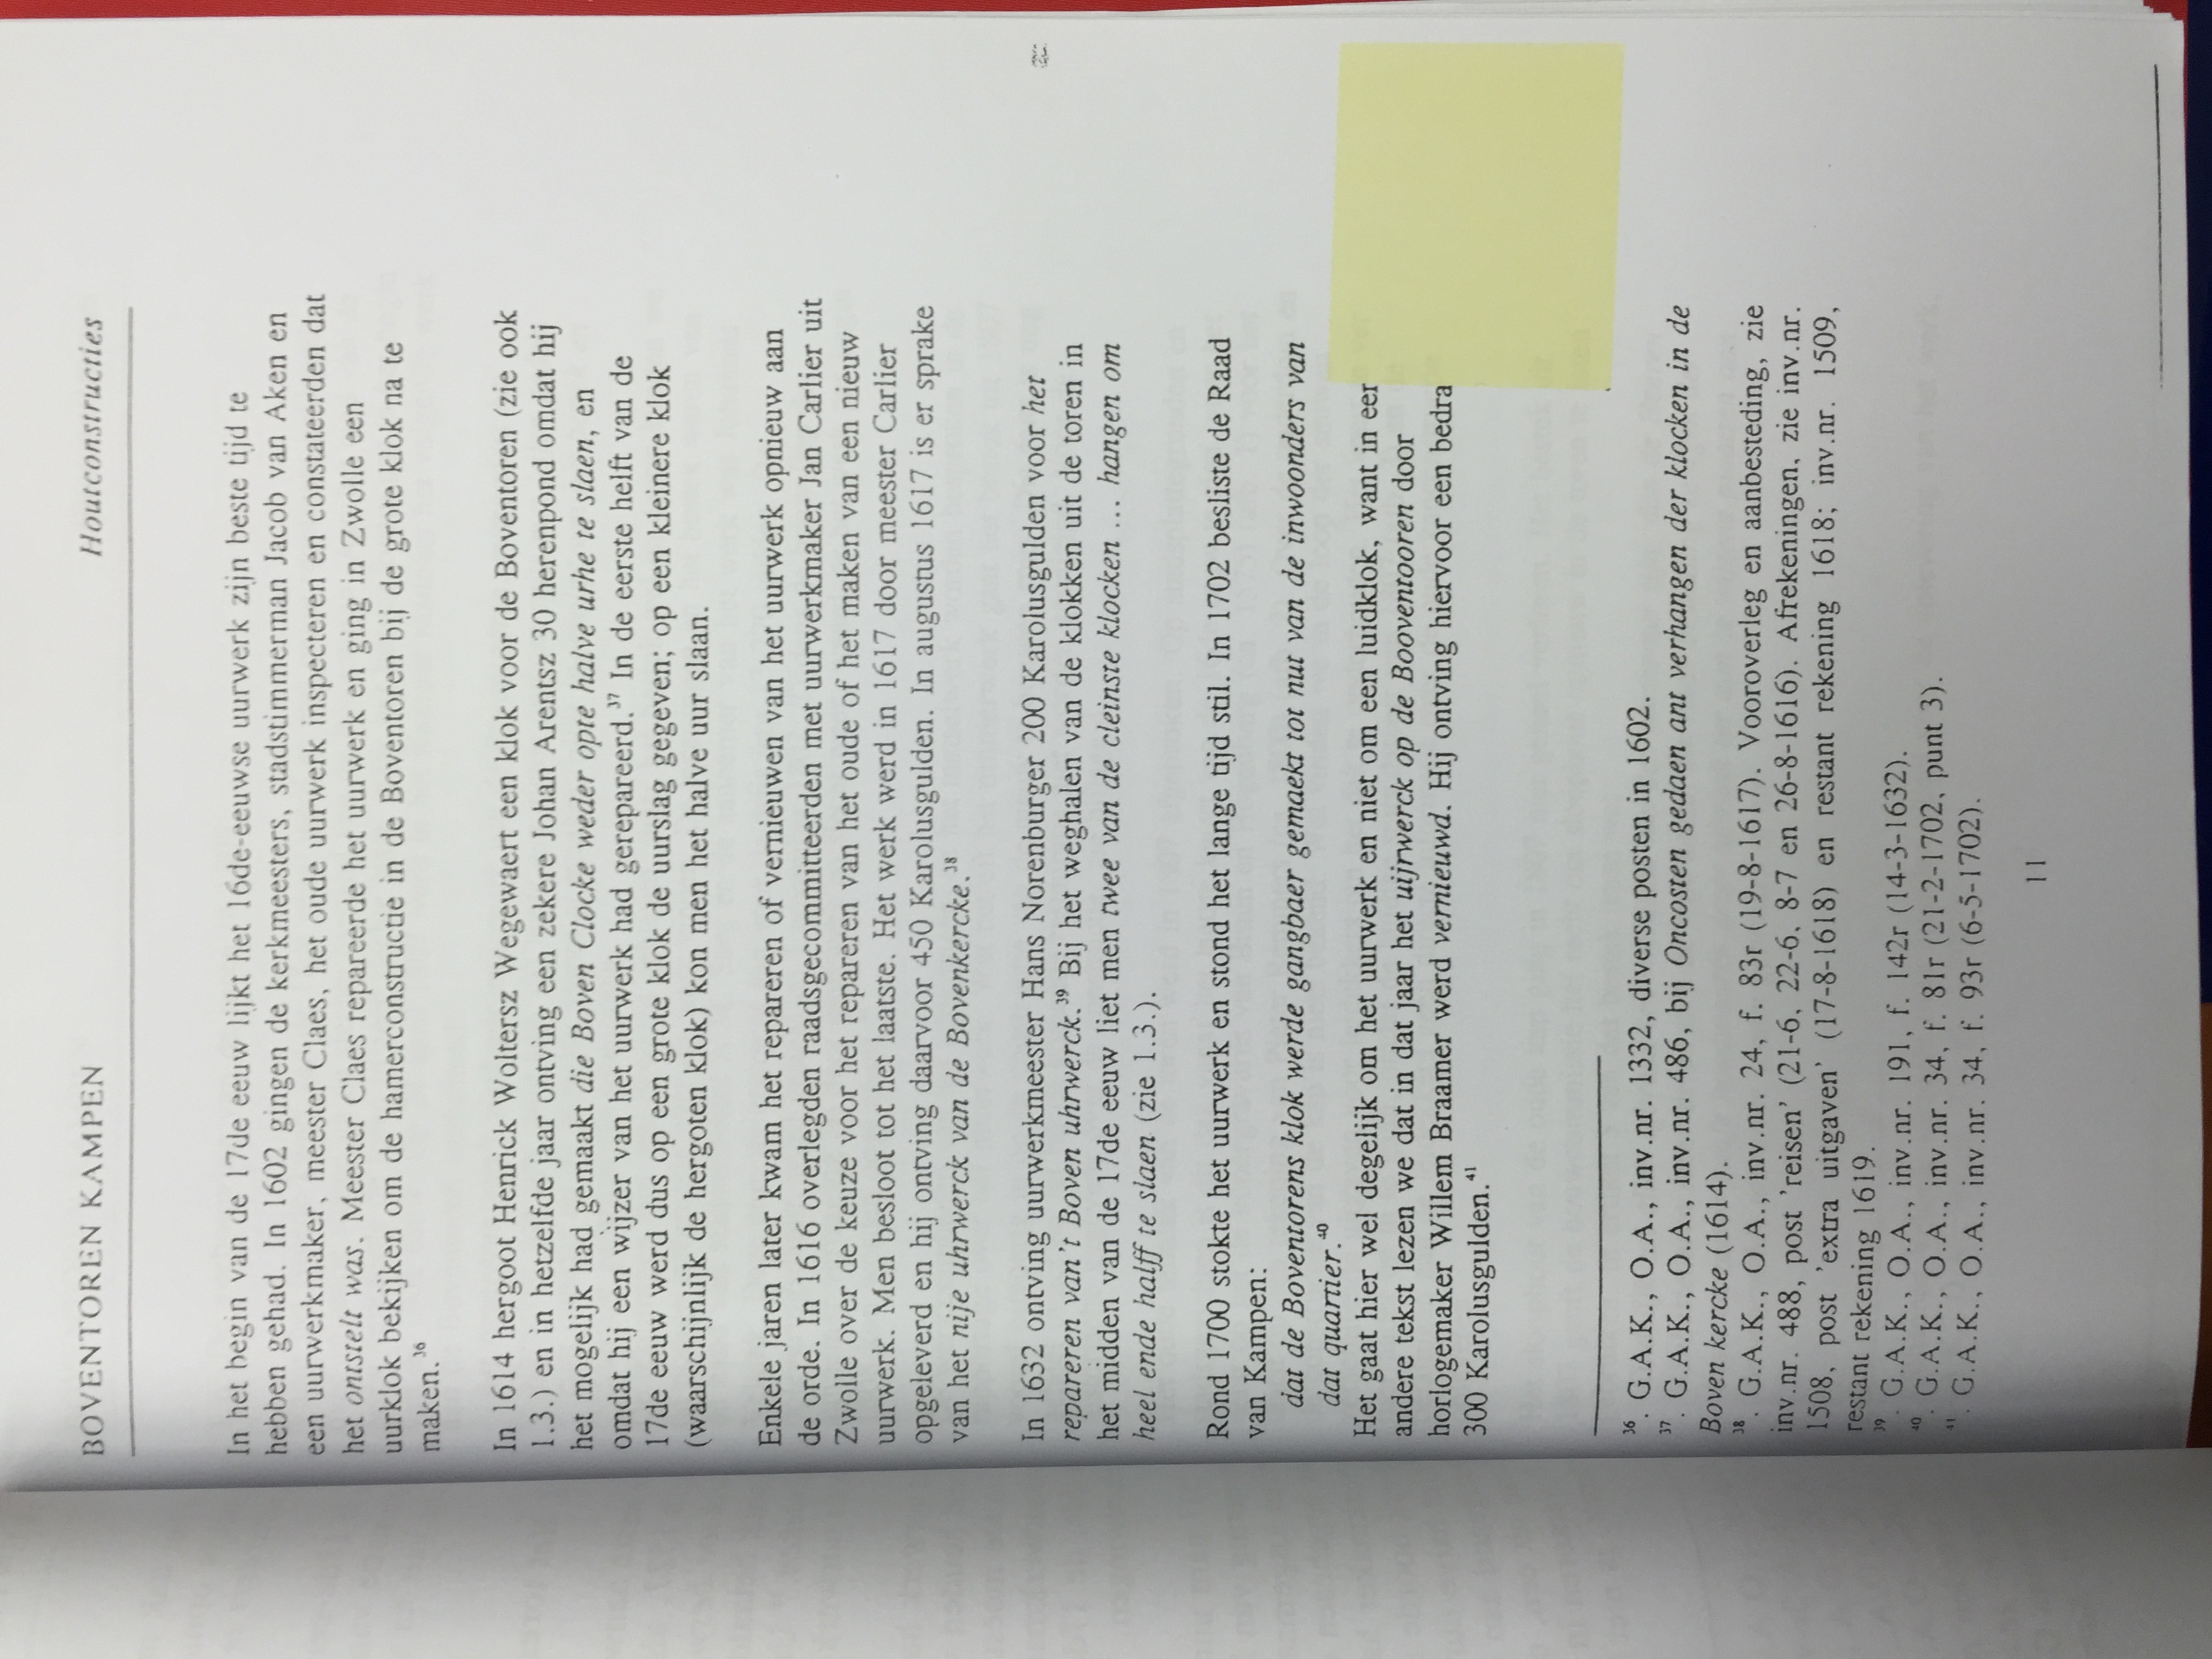 BOVENTOREN KAMPEN Houtconstructies
In het begin van de 17de eeuw lijkt het 16de-eeuwse uurwerk zijn beste tijd te
hebben gehad. In 1602 gingen de kerkmeesters, stadstimmerman Jacob van Aken en
een uurwerkmaker, meester Claes, het oude uurwerk inspecteren en constateerden dat
het onstelt was. Meester Claes repareerde het uurwerk en ging in Zwolle een
uurklok bekijken om de hamerconstructie in de Boventoren bij de grote klok na te
maken.³⁶
In 1614 hergoot Henrick Woltersz Wegewaert een klok voor de Boventoren (zie ook
1.3.) en in hetzelfde jaar ontving een zekere Johan Arentsz 30 herenpond omdat hij
het mogelijk had gemaakt die Boven Clocke weder opte halve urhe te slaen, en
omdat hij een wijzer van het uurwerk had gerepareerd.³⁷ In de eerste helft van de
17de eeuw werd dus op een grote klok de uurslag gegeven; op een kleinere klok
(waarschijnlijk de hergoten klok) kon men het halve uur slaan.
Enkele jaren later kwam het repareren of vernieuwen van het uurwerk opnieuw aan
de orde. In 1616 overlegden raadsgecommitteerden met uurwerkmaker Jan Carlier uit
Zwolle over de keuze voor het repareren van het oude of het maken van een nieuw
uurwerk. Men besloot tot het laatste. Het werk werd in 1617 door meester Carlier
opgeleverd en hij ontving daarvoor 450 Karolusgulden. In augustus 1617 is er sprake
van het nije uhrwerck van de Bovenkercke.³⁸
In 1632 ontving uurwerkmeester Hans Norenburger 200 Karolusgulden voor het
repareren van't Boven uhrwerck.³⁹ Bij het weghalen van de klokken uit de toren in
het midden van de 17de eeuw liet men twee van de cleinste klocken ... hangen om
heel ende halff te slaen (zie 1.3.).
Rond 1700 stokte het uurwerk en stond het lange tijd stil. In 1702 besliste de Raad
van Kampen:
dat de Boventorens klok werde gangbaer gemaekt tot nut van de inwoonders van
dat quartier.⁴⁰
Het gaat hier wel degelijk om het uurwerk en niet om een luidklok, want in een
andere tekst lezen we dat in dat jaar het uijrwerck op de Booventooren door
horlogemaker Willem Braamer werd vernieuwd. Hij ontving hiervoor een bedra
300 Karolusgulden.⁴¹
³⁶. G.A.K., O.A., inv.nr. 1332, diverse posten in 1602.
³⁷. G.A.K., O.A., inv.nr. 486, bij Oncosten gedaen ant verhangen der klocken in de
Boven kercke (1614).
³⁸. G.A.K., O.A., inv.nr. 24, f. 83r (19-8-1617). Vooroverleg en aanbesteding, zie
inv.nr. 488, post 'reisen' (21-6, 22-6, 8-7 en 26-8-1616). Afrekeningen, zie inv.nr.
1508, post 'extra uitgaven' (17-8-1618) en restant rekening 1618; inv.nr. 1509,
restant rekening 1619.
³⁹. G.A.K., O.A., inv.nr. 191, f. 142r (14-3-1632).
⁴⁰. G.A.K., O.A., inv.nr. 34, f. 81r (21-2-1702, punt 3).
⁴¹. G.A.K., O.A., inv.nr. 34, f. 93r (6-5-1702).
11